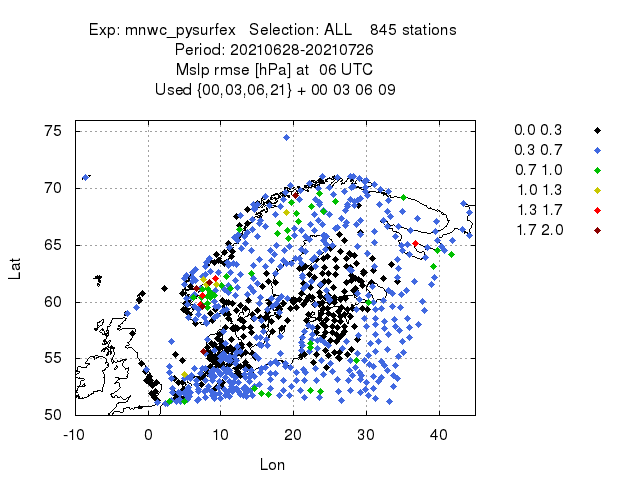 Exp: mnwc_pysurfex   Selection: ALL    845 stations
Period: 20210628-20210726
Mslp rmse [hPa] at  06 UTC
Used {00,03,06,21} + 00 03 06 09
75
70
65
60
55
50
Lat
-10 0 10 20 30 40
Lon
0.0 0.3
0.3 0.7
0.7 1.0
1.0 1.3
1.3 1.7
1.7 2.0